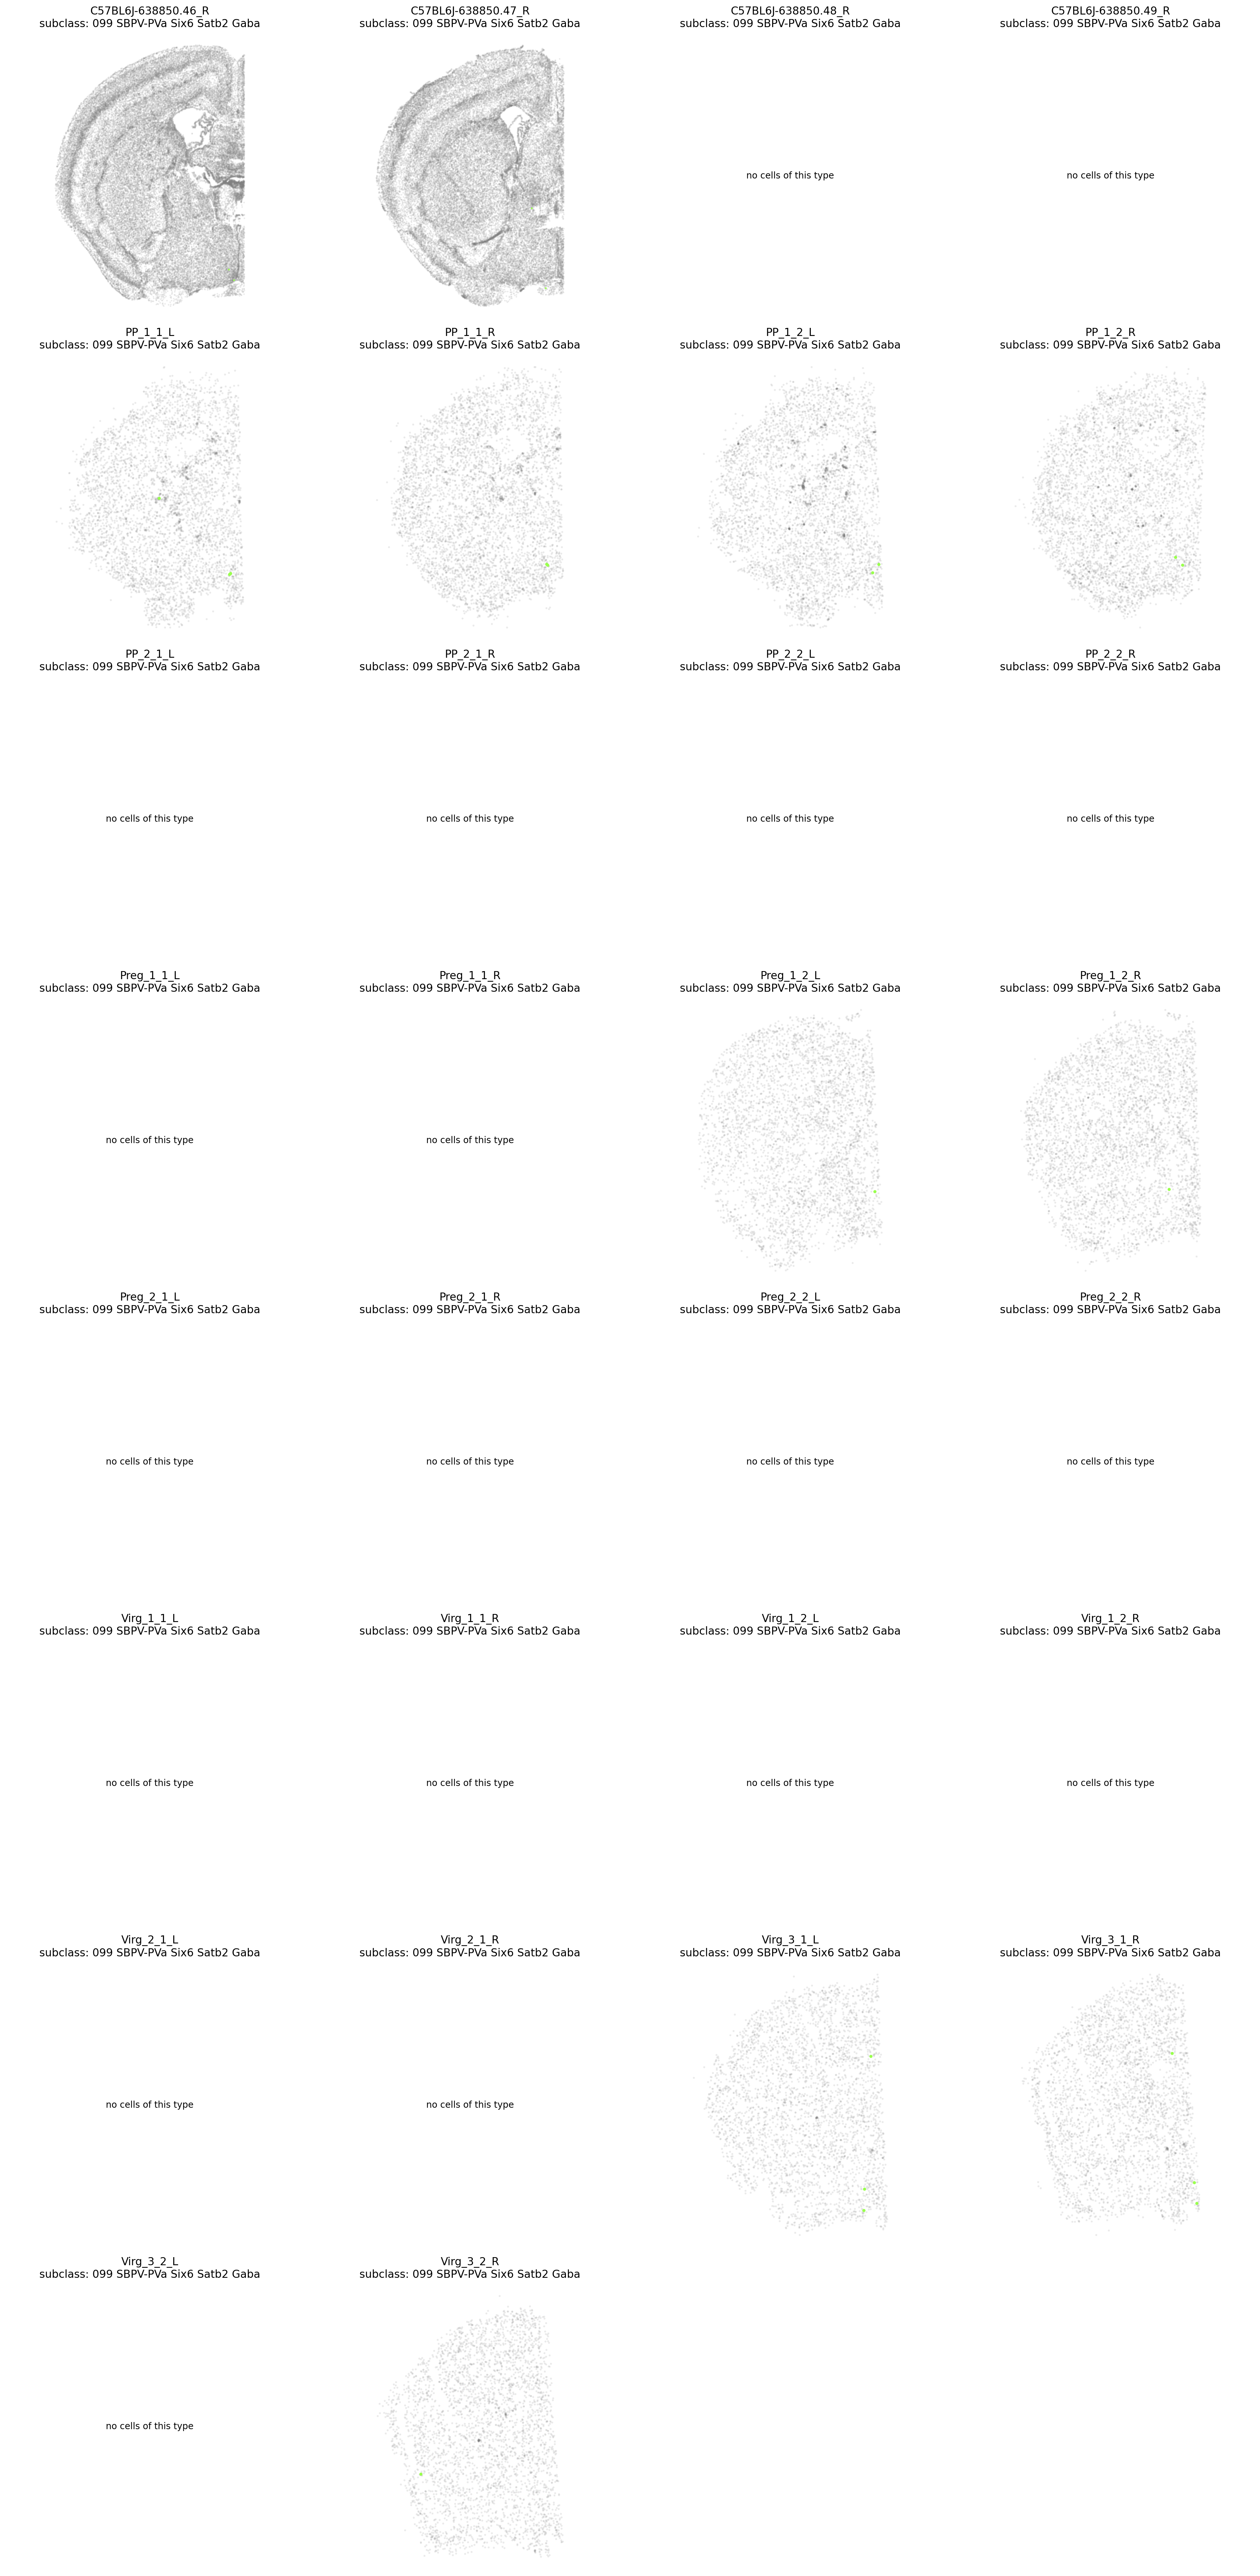 C57BL6J-638850.46_R
subclass: 099 SBPV-PVa Six6 Satb2 Gaba
C57BL6J-638850.47_R
subclass: 099 SBPV-PVa Six6 Satb2 Gaba
C57BL6J-638850.48_R
subclass: 099 SBPV-PVa Six6 Satb2 Gaba
no cells of this type
C57BL6J-638850.49_R
subclass: 099 SBPV-PVa Six6 Satb2 Gaba
no cells of this type
PP_1_1_L
subclass: 099 SBPV-PVa Six6 Satb2 Gaba
PP_1_1_R
subclass: 099 SBPV-PVa Six6 Satb2 Gaba
PP_1_2_L
subclass: 099 SBPV-PVa Six6 Satb2 Gaba
PP_1_2_R
subclass: 099 SBPV-PVa Six6 Satb2 Gaba
PP_2_1_L
subclass: 099 SBPV-PVa Six6 Satb2 Gaba
no cells of this type
PP_2_1_R
subclass: 099 SBPV-PVa Six6 Satb2 Gaba
no cells of this type
PP_2_2_L
subclass: 099 SBPV-PVa Six6 Satb2 Gaba
no cells of this type
PP_2_2_R
subclass: 099 SBPV-PVa Six6 Satb2 Gaba
no cells of this type
Preg_1_1_L
subclass: 099 SBPV-PVa Six6 Satb2 Gaba
no cells of this type
Preg_1_1_R
subclass: 099 SBPV-PVa Six6 Satb2 Gaba
no cells of this type
Preg_1_2_L
subclass: 099 SBPV-PVa Six6 Satb2 Gaba
Preg_1_2_R
subclass: 099 SBPV-PVa Six6 Satb2 Gaba
Preg_2_1_L
subclass: 099 SBPV-PVa Six6 Satb2 Gaba
no cells of this type
Preg_2_1_R
subclass: 099 SBPV-PVa Six6 Satb2 Gaba
no cells of this type
Preg_2_2_L
subclass: 099 SBPV-PVa Six6 Satb2 Gaba
no cells of this type
Preg_2_2_R
subclass: 099 SBPV-PVa Six6 Satb2 Gaba
no cells of this type
Virg_1_1_L
subclass: 099 SBPV-PVa Six6 Satb2 Gaba
no cells of this type
Virg_1_1_R
subclass: 099 SBPV-PVa Six6 Satb2 Gaba
no cells of this type
Virg_1_2_L
subclass: 099 SBPV-PVa Six6 Satb2 Gaba
no cells of this type
Virg_1_2_R
subclass: 099 SBPV-PVa Six6 Satb2 Gaba
no cells of this type
Virg_2_1_L
subclass: 099 SBPV-PVa Six6 Satb2 Gaba
no cells of this type
Virg_2_1_R
subclass: 099 SBPV-PVa Six6 Satb2 Gaba
no cells of this type
Virg_3_1_L
subclass: 099 SBPV-PVa Six6 Satb2 Gaba
Virg_3_1_R
subclass: 099 SBPV-PVa Six6 Satb2 Gaba
Virg_3_2_L
subclass: 099 SBPV-PVa Six6 Satb2 Gaba
no cells of this type
Virg_3_2_R
subclass: 099 SBPV-PVa Six6 Satb2 Gaba